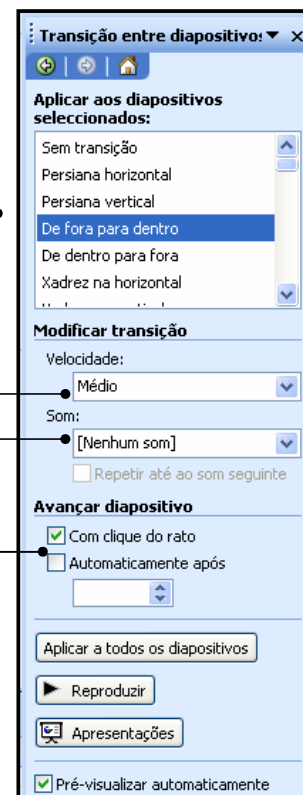 Transição entre diapositivos
Aplicar aos diapositivos
seleccionados:
Sem transição
Persiana horizontal
Persiana vertical
De fora para dentro
De dentro para fora
Xadrez na horizontal
Modificar transição
Velocidade:
Médio
Som:
[Nenhum som]
Repetir até ao som seguinte
Avançar diapositivo
Com clique do rato
Automaticamente após
Aplicar a todos os diapositivos
Reproduzir
Apresentações
Pré-visualizar automaticamente